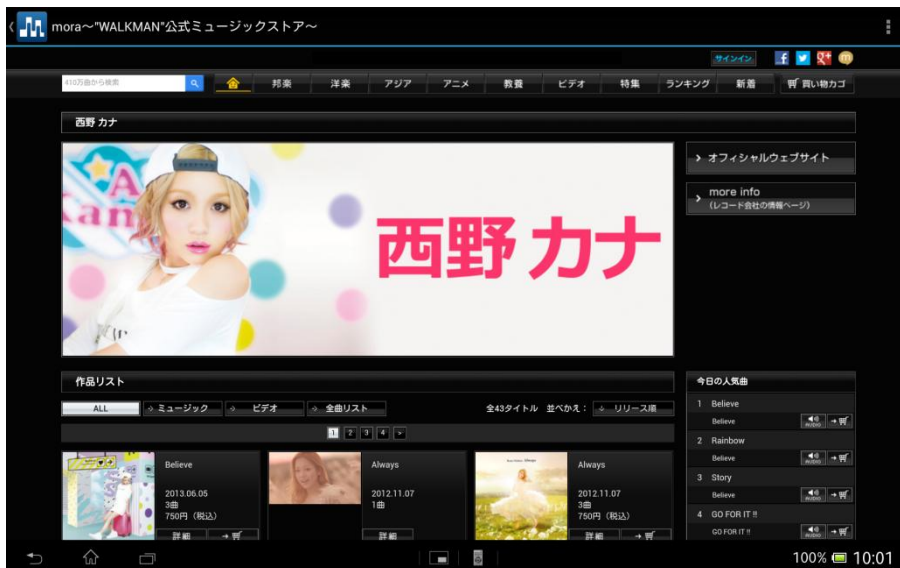 mora～"WALKMAN"公式ミュージックストア～
サインイン
410万曲から検索
邦楽 洋楽 アジア アニメ 教養 ビデオ 特集 ランキング 新着 買い物カゴ
西野 カナ
西野 カナ
オフィシャルウェブサイト
more info
(レコード会社の情報ページ)
作品リスト
ALL ミュージック ビデオ 全曲リスト
全43タイトル 並べかえ： リリース順
1 2 3 4 >
Believe
2013.06.05
3曲
750円（税込）
詳細
Always
2012.11.07
1曲
詳細
Always
2012.11.07
3曲
750円（税込）
詳細
今日の人気曲
1 Believe
Believe
AUDIO
2 Rainbow
Believe
AUDIO
3 Story
Believe
AUDIO
4 GO FOR IT !!
GO FOR IT !!
AUDIO
100% 10:01